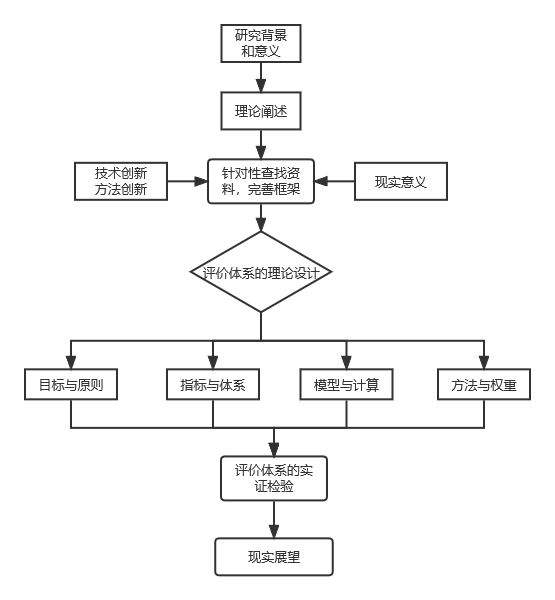 研究背景
和意义
理论阐述
技术创新
方法创新
针对性查找资
料，完善框架
现实意义
评价体系的理论设计
目标与原则
指标与体系
模型与计算
方法与权重
评价体系的实
证检验
现实展望